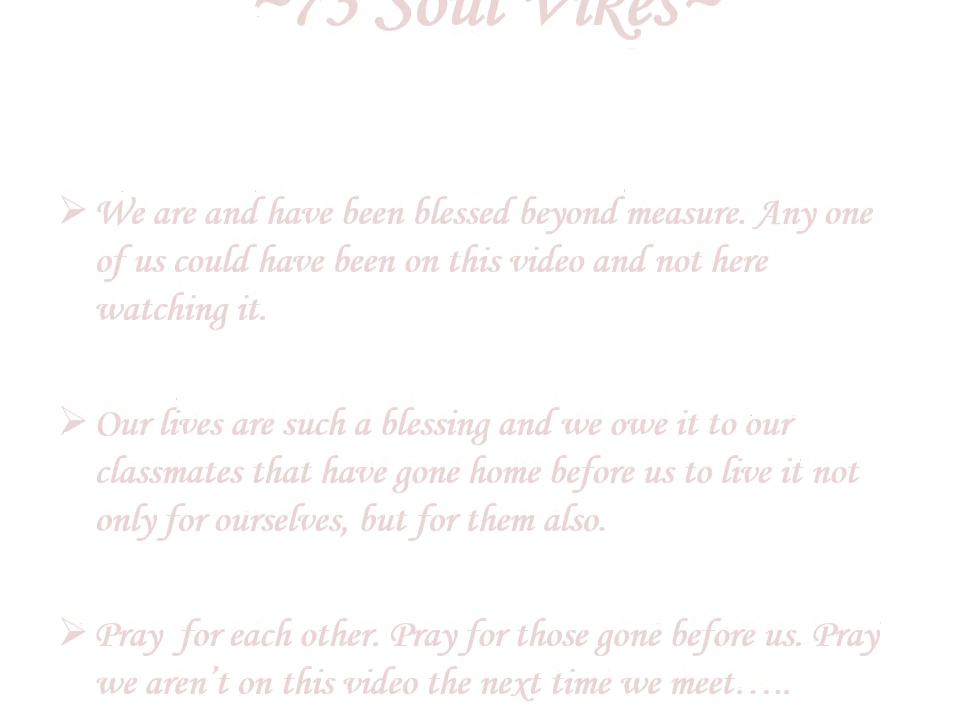 ~73 Soul Vikes~
➢ We are and have been blessed beyond measure. Any one
of us could have been on this video and not here
watching it.
➢ Our lives are such a blessing and we owe it to our
classmates that have gone home before us to live it not
only for ourselves, but for them also.
➢ Pray for each other. Pray for those gone before us. Pray
we aren’t on this video the next time we meet…..